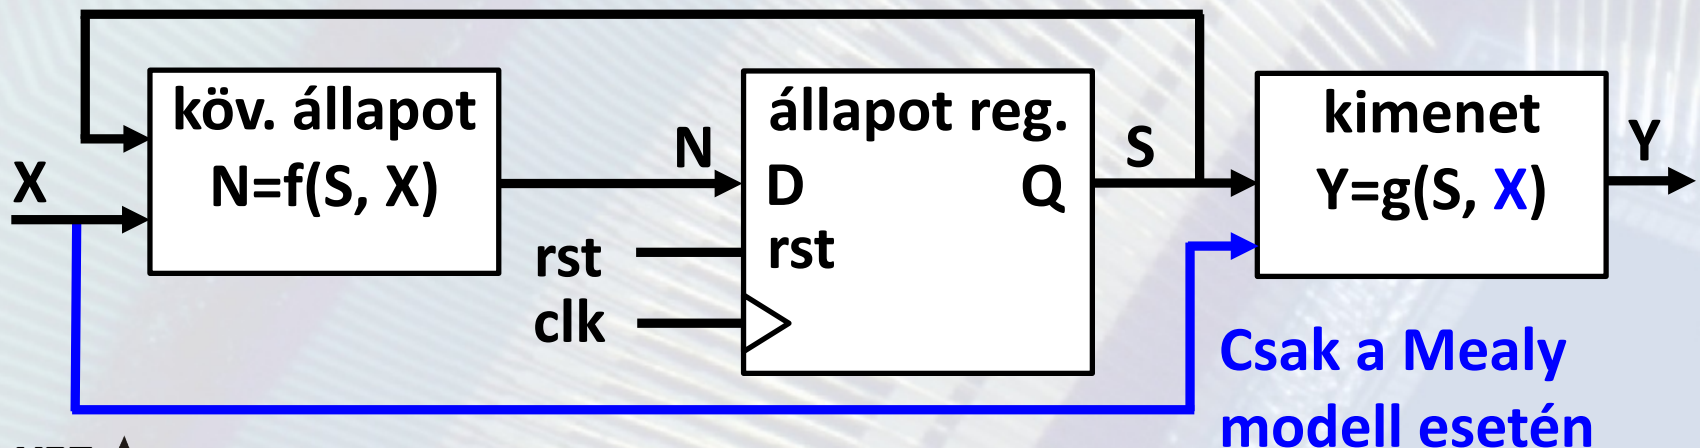 köv. állapot
N=f(S, X)
X
N
állapot reg.
D Q
rst
rst
clk
S
kimenet
Y=g(S, X)
Y
Csak a Mealy
modell esetén